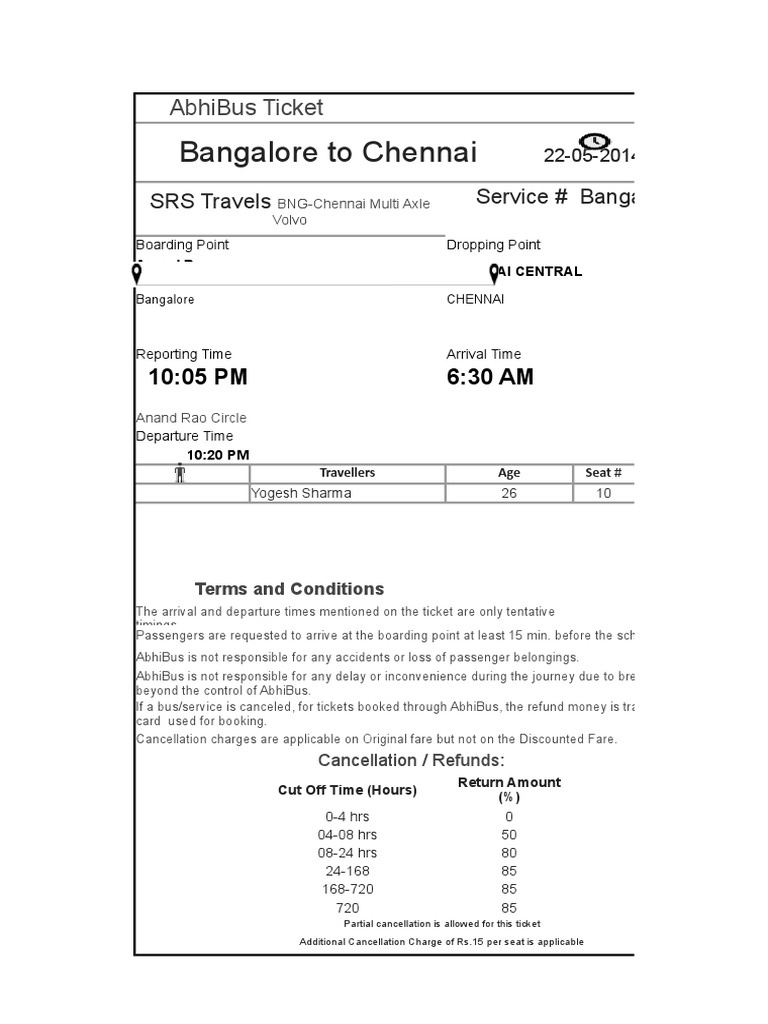 AbhiBus Ticket
Bangalore to Chennai
22-05-2014
SRS Travels BNG-Chennai Multi Axle
Volvo
Service # Banga
Boarding Point
Dropping Point
AI CENTRAL
Bangalore
CHENNAI
Reporting Time
Arrival Time
10:05 PM
6:30 AM
Anand Rao Circle
Departure Time
10:20 PM
Travellers Age Seat #
Yogesh Sharma 26 10
Terms and Conditions
The arrival and departure times mentioned on the ticket are only tentative
timings
Passengers are requested to arrive at the boarding point at least 15 min. before the sch
AbhiBus is not responsible for any accidents or loss of passenger belongings.
AbhiBus is not responsible for any delay or inconvenience during the journey due to bre
beyond the control of AbhiBus.
If a bus/service is canceled, for tickets booked through AbhiBus, the refund money is tra
card used for booking.
Cancellation charges are applicable on Original fare but not on the Discounted Fare.
Cancellation / Refunds:
Cut Off Time (Hours)
Return Amount
(%)
0-4 hrs 0
04-08 hrs 50
08-24 hrs 80
24-168 85
168-720 85
720 85
Partial cancellation is allowed for this ticket
Additional Cancellation Charge of Rs.15 per seat is applicable